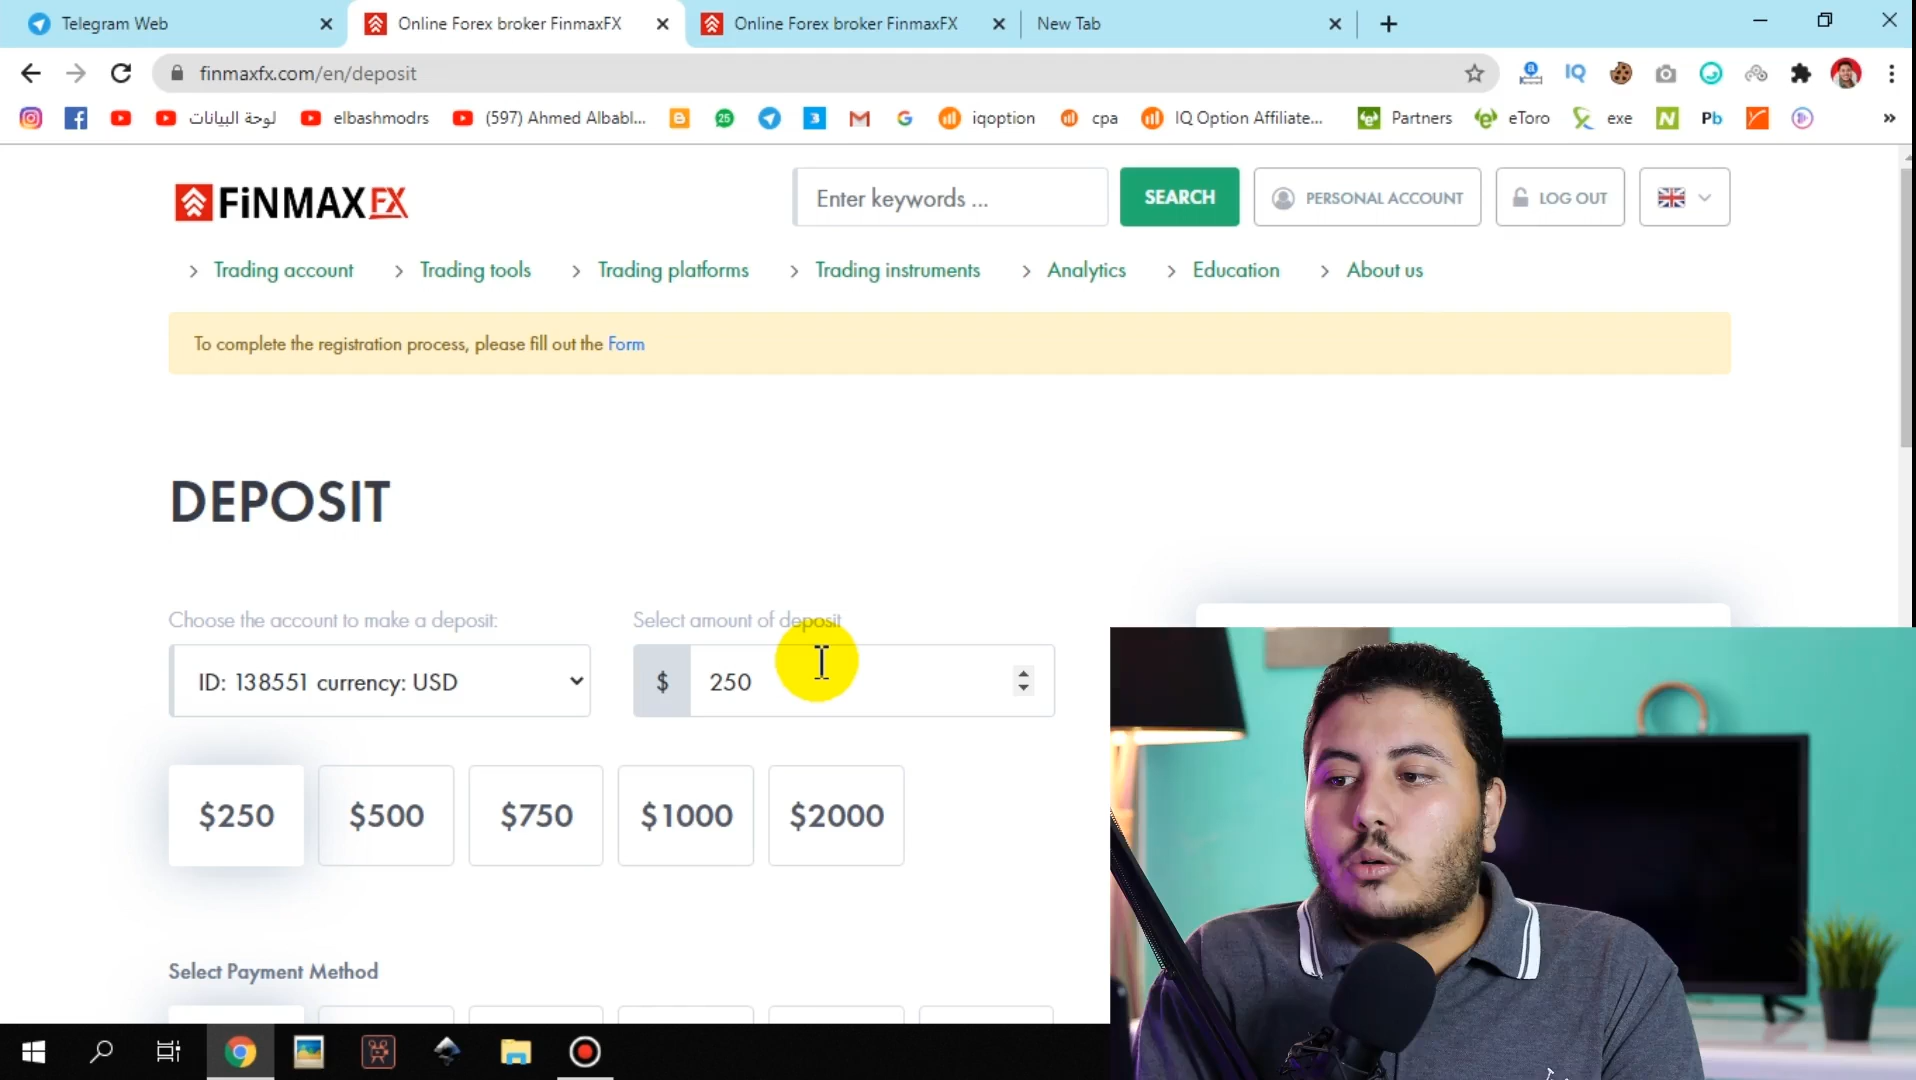 Telegram Web
Online Forex broker FinmaxFX
Online Forex broker FinmaxFX
New Tab
finmaxfx.com/en/deposit
IQ
لوحة البيانات
elbashmodrs
(597) Ahmed Albabl...
25
3
iqoption
cpa
IQ Option Affiliate...
Partners
eToro
exe
N
Pb
»
FiNMAXFX
Enter keywords ...
SEARCH
PERSONAL ACCOUNT
LOG OUT
Trading account
Trading tools
Trading platforms
Trading instruments
Analytics
Education
About us
To complete the registration process, please fill out the Form
DEPOSIT
Choose the account to make a deposit:
Select amount of deposit
ID: 138551 currency: USD
$ 250
$250
$500
$750
$1000
$2000
Select Payment Method